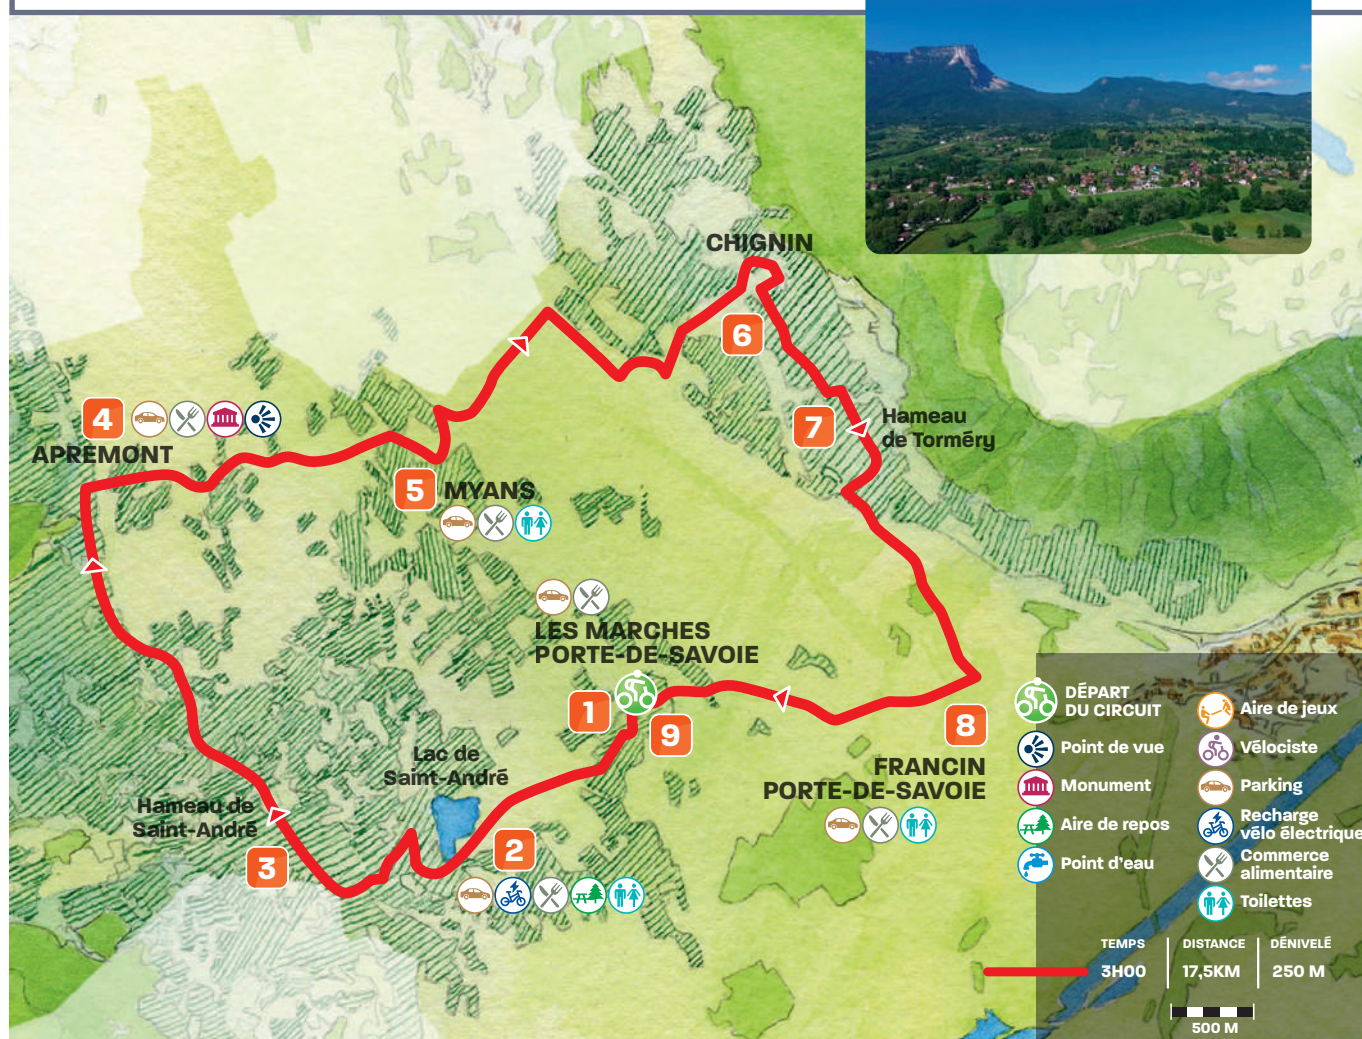 CHIGNIN
6
4
APREMONT
7
Hameau
de Torméry
5
MYANS
LES MARCHES
PORTE-DE-SAVOIE
1
9
8
FRANCIN
PORTE-DE-SAVOIE
Lac de
Saint-André
Hameau de
Saint-André
2
3
DÉPART
DU CIRCUIT
Point de vue
Monument
Aire de repos
Point d'eau
Aire de jeux
Vélociste
Parking
Recharge
vélo électrique
Commerce
alimentaire
Toilettes
TEMPS
3H00
DISTANCE
17,5KM
DÉNIVELÉ
250 M
500 M